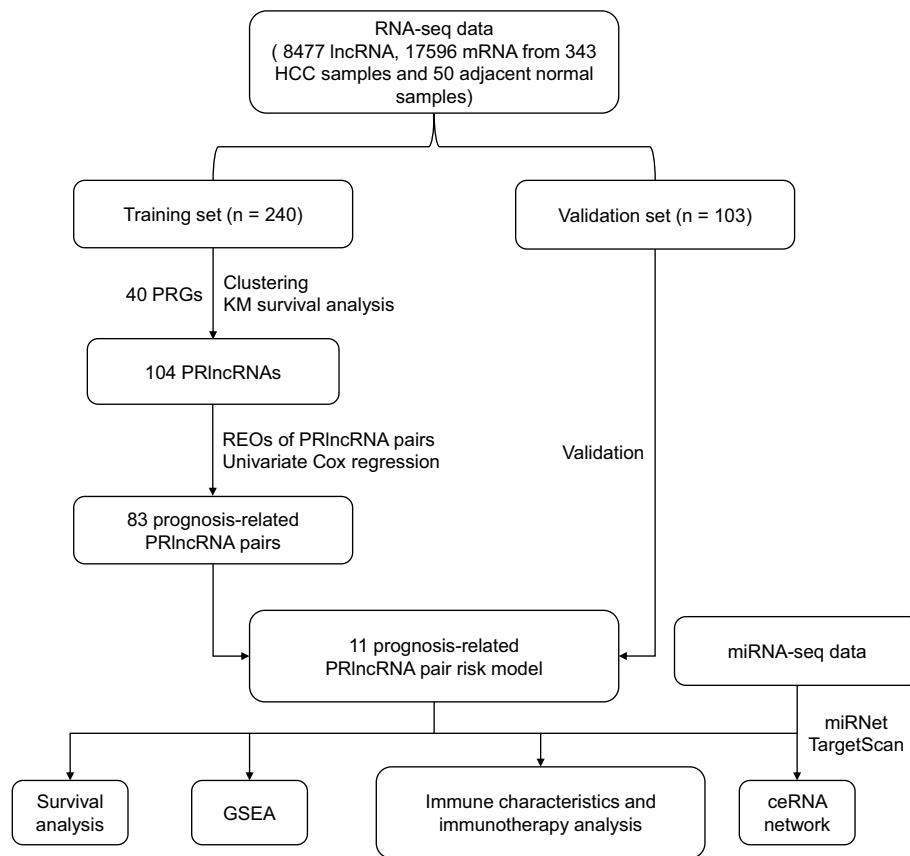 RNA-seq data
( 8477 lncRNA, 17596 mRNA from 343
HCC samples and 50 adjacent normal
samples)
Training set (n = 240)
Validation set (n = 103)
40 PRGs
Clustering
KM survival analysis
104 PRlncRNAs
REOs of PRlncRNA pairs
Univariate Cox regression
Validation
83 prognosis-related
PRlncRNA pairs
11 prognosis-related
PRlncRNA pair risk model
miRNA-seq data
miRNet
TargetScan
Survival
analysis
GSEA
Immune characteristics and
immunotherapy analysis
ceRNA
network